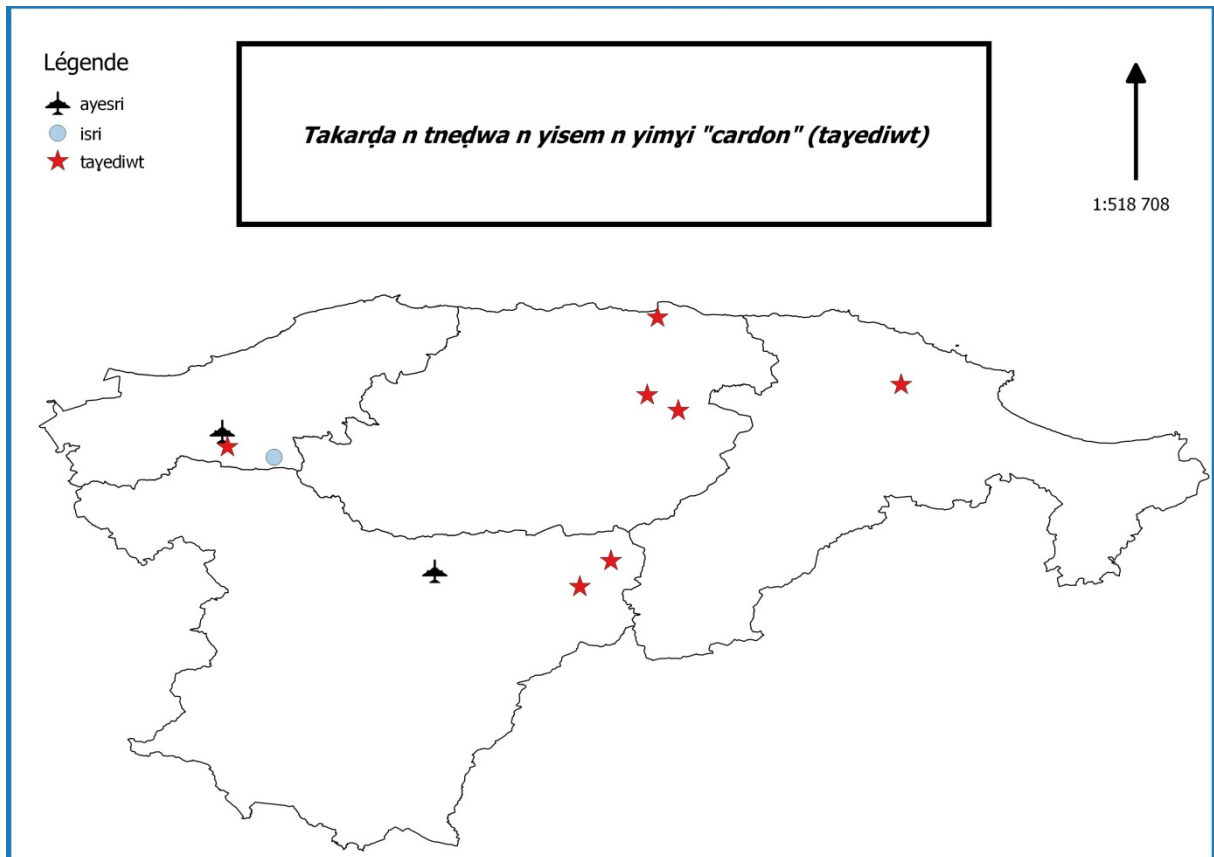 Légende
ayesri
isri
taɣediwt
Takarḍa n tneḍwa n yisem n yimɣi "cardon" (taɣediwt)
1:518 708